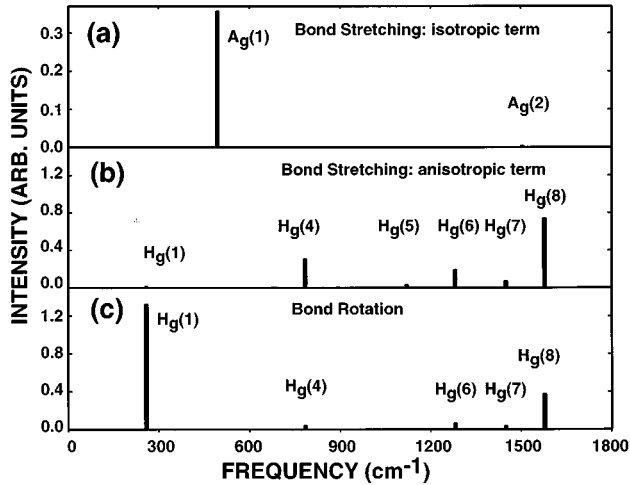 INTENSITY (ARB. UNITS)
(a)
Bond Stretching: isotropic term
Ag(1)
Ag(2)
0.3
0.2
0.1
0.0
(b)
Bond Stretching: anisotropic term
Hg(1)
Hg(4)
Hg(5)
Hg(6)
Hg(7)
Hg(8)
1.2
0.8
0.4
0.0
(c)
Bond Rotation
Hg(1)
Hg(4)
Hg(6)
Hg(7)
Hg(8)
1.2
0.8
0.4
0.0
0 300 600 900 1200 1500 1800
FREQUENCY (cm-1)